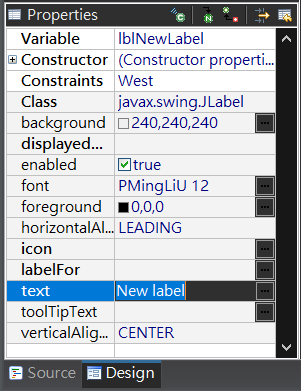 Properties
Variable lblNewLabel
Constructor (Constructor properti...
Constraints West
Class javax.swing.JLabel
background 240,240,240
displayed...
enabled true
font PMingLiU 12
foreground 0,0,0
horizontalAl... LEADING
icon
labelFor
text New label
toolTipText
verticalAlig... CENTER
Source Design